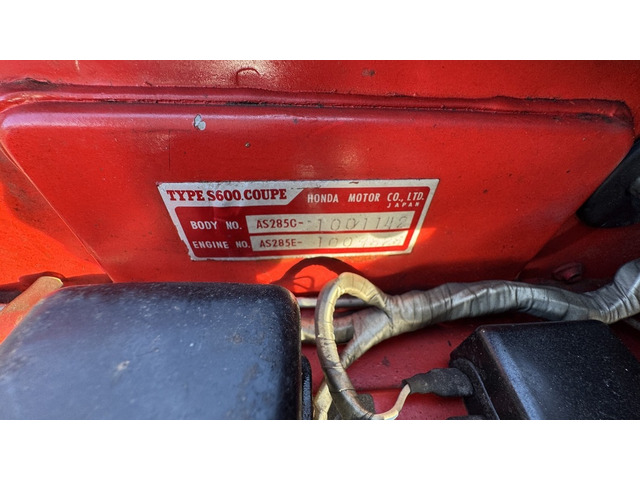 TYPE S600 COUPE HONDA MOTOR CO., LTD.
JAPAN
BODY NO. AS285C-1001142
ENGINE NO. AS285E-